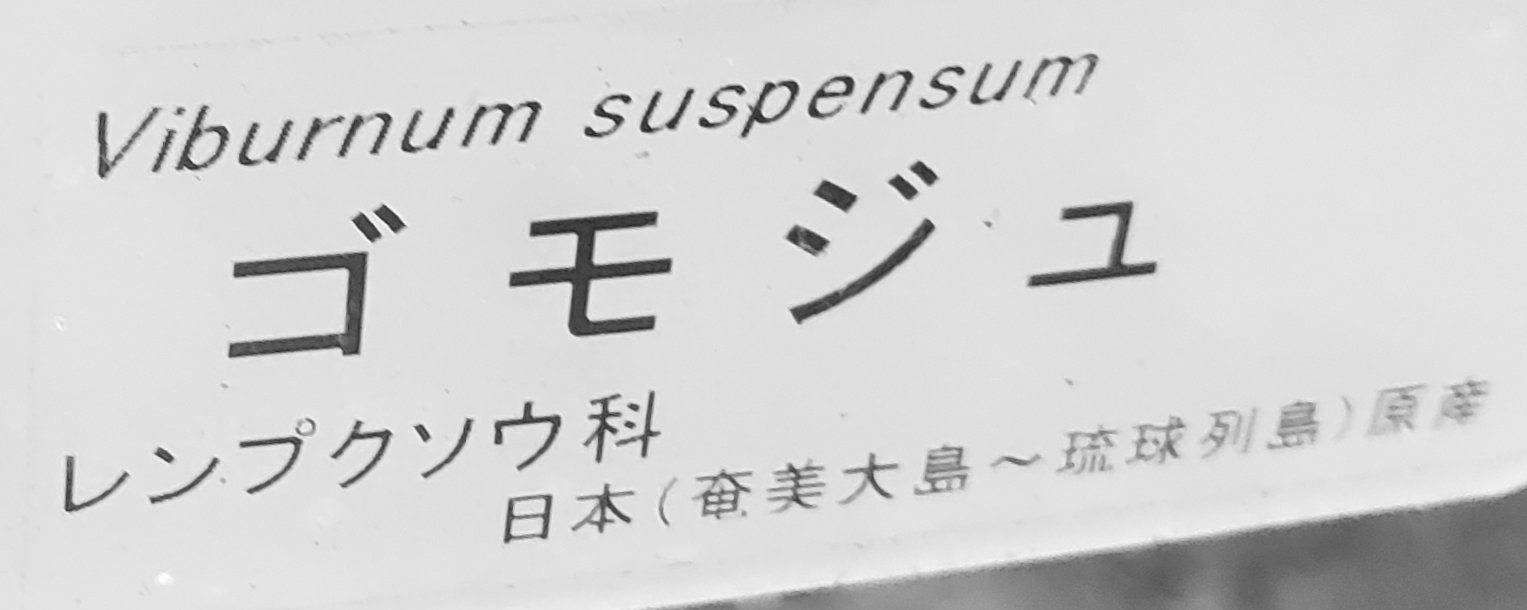 Viburnum suspensum
ゴモジュ
レンプクソウ科
日本(奄美大島～琉球列島)原産